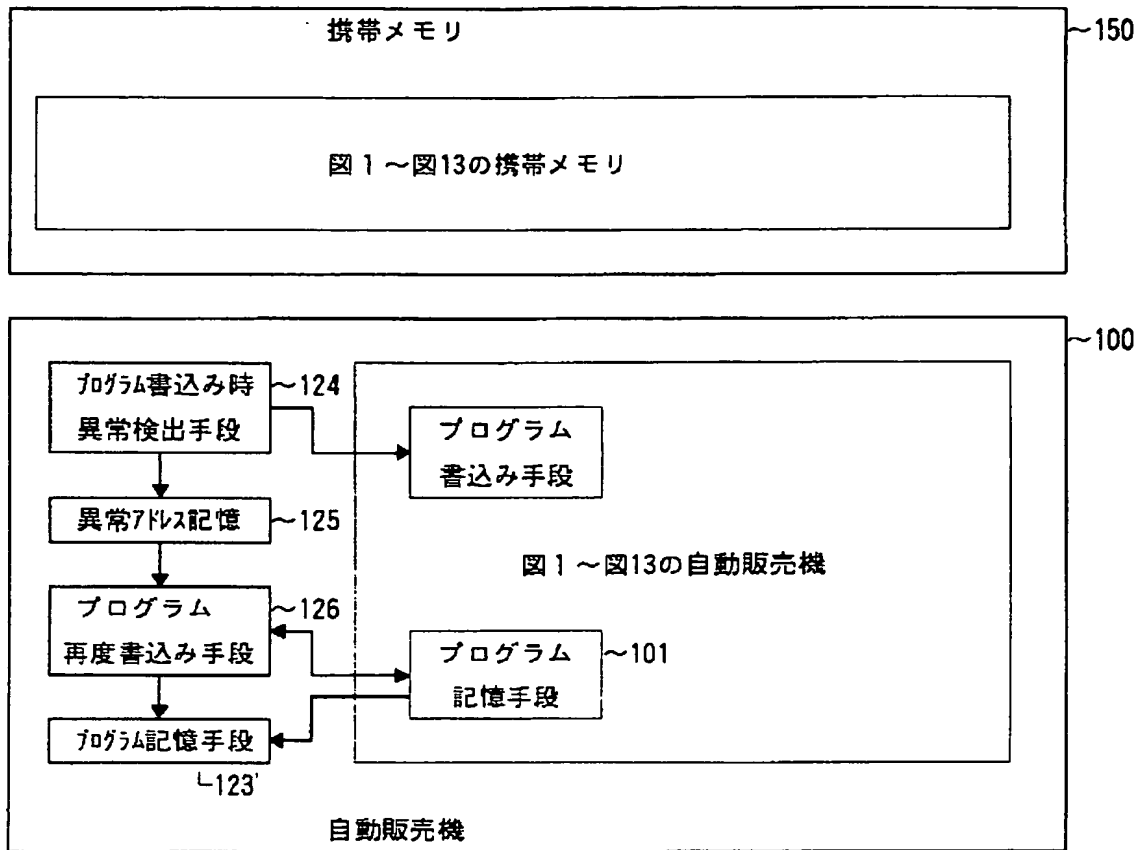 携帯メモリ
~150
図1~図13の携帯メモリ
~100
プログラム書込み時
異常検出手段
~124
プログラム
書込み手段
異常アドレス記憶
~125
図1~図13の自動販売機
プログラム
再度書込み手段
~126
プログラム
記憶手段
~101
プログラム記憶手段
123'
自動販売機